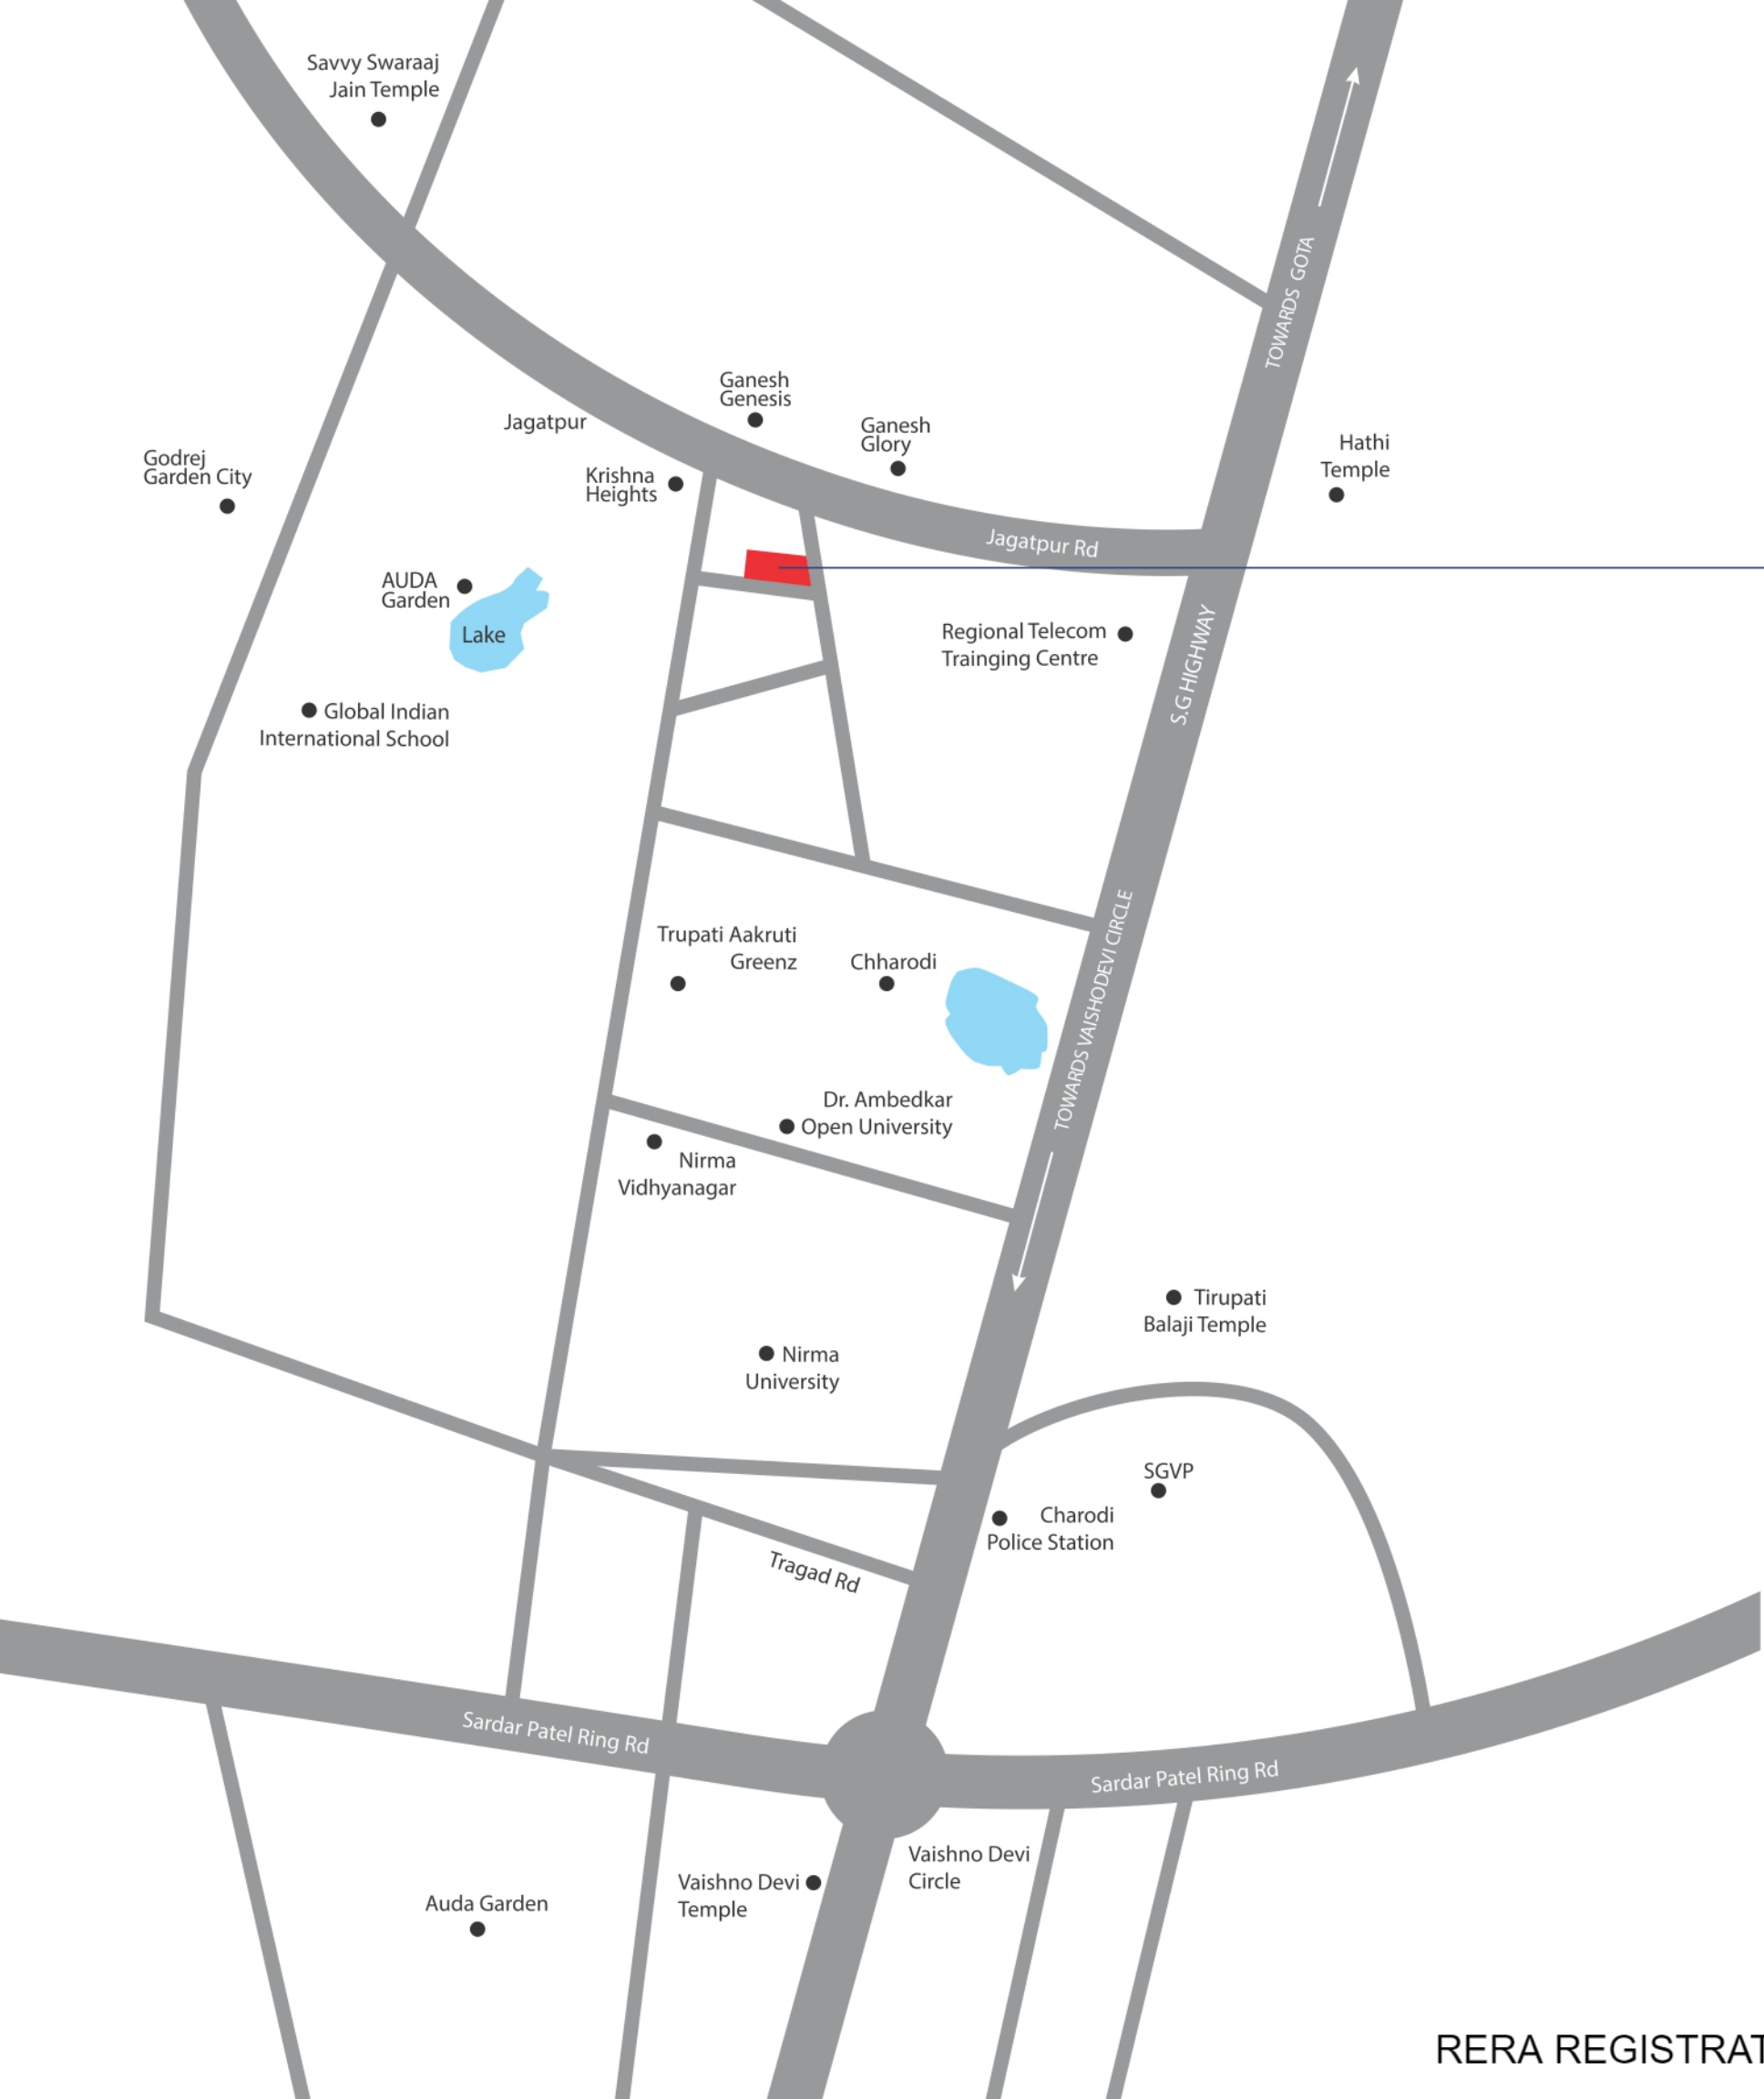 Savvy Swaraaj
Jain Temple
TOWARDS GOTA
Ganesh
Genesis
Jagatpur
Ganesh
Glory
Hathi
Temple
Godrej
Garden City
Krishna
Heights
Jagatpur Rd
AUDA
Garden
Lake
Regional Telecom
Trainging Centre
S.G HIGHWAY
Global Indian
International School
Trupati Aakruti
Greenz
Chharodi
TOWARDS VAISHODEVI CIRCLE
Dr. Ambedkar
Open University
Nirma
Vidhyanagar
Tirupati
Balaji Temple
Nirma
University
SGVP
Charodi
Police Station
Tragad Rd
Sardar Patel Ring Rd
Sardar Patel Ring Rd
Vaishno Devi
Circle
Vaishno Devi
Temple
Auda Garden
RERA REGISTRAT